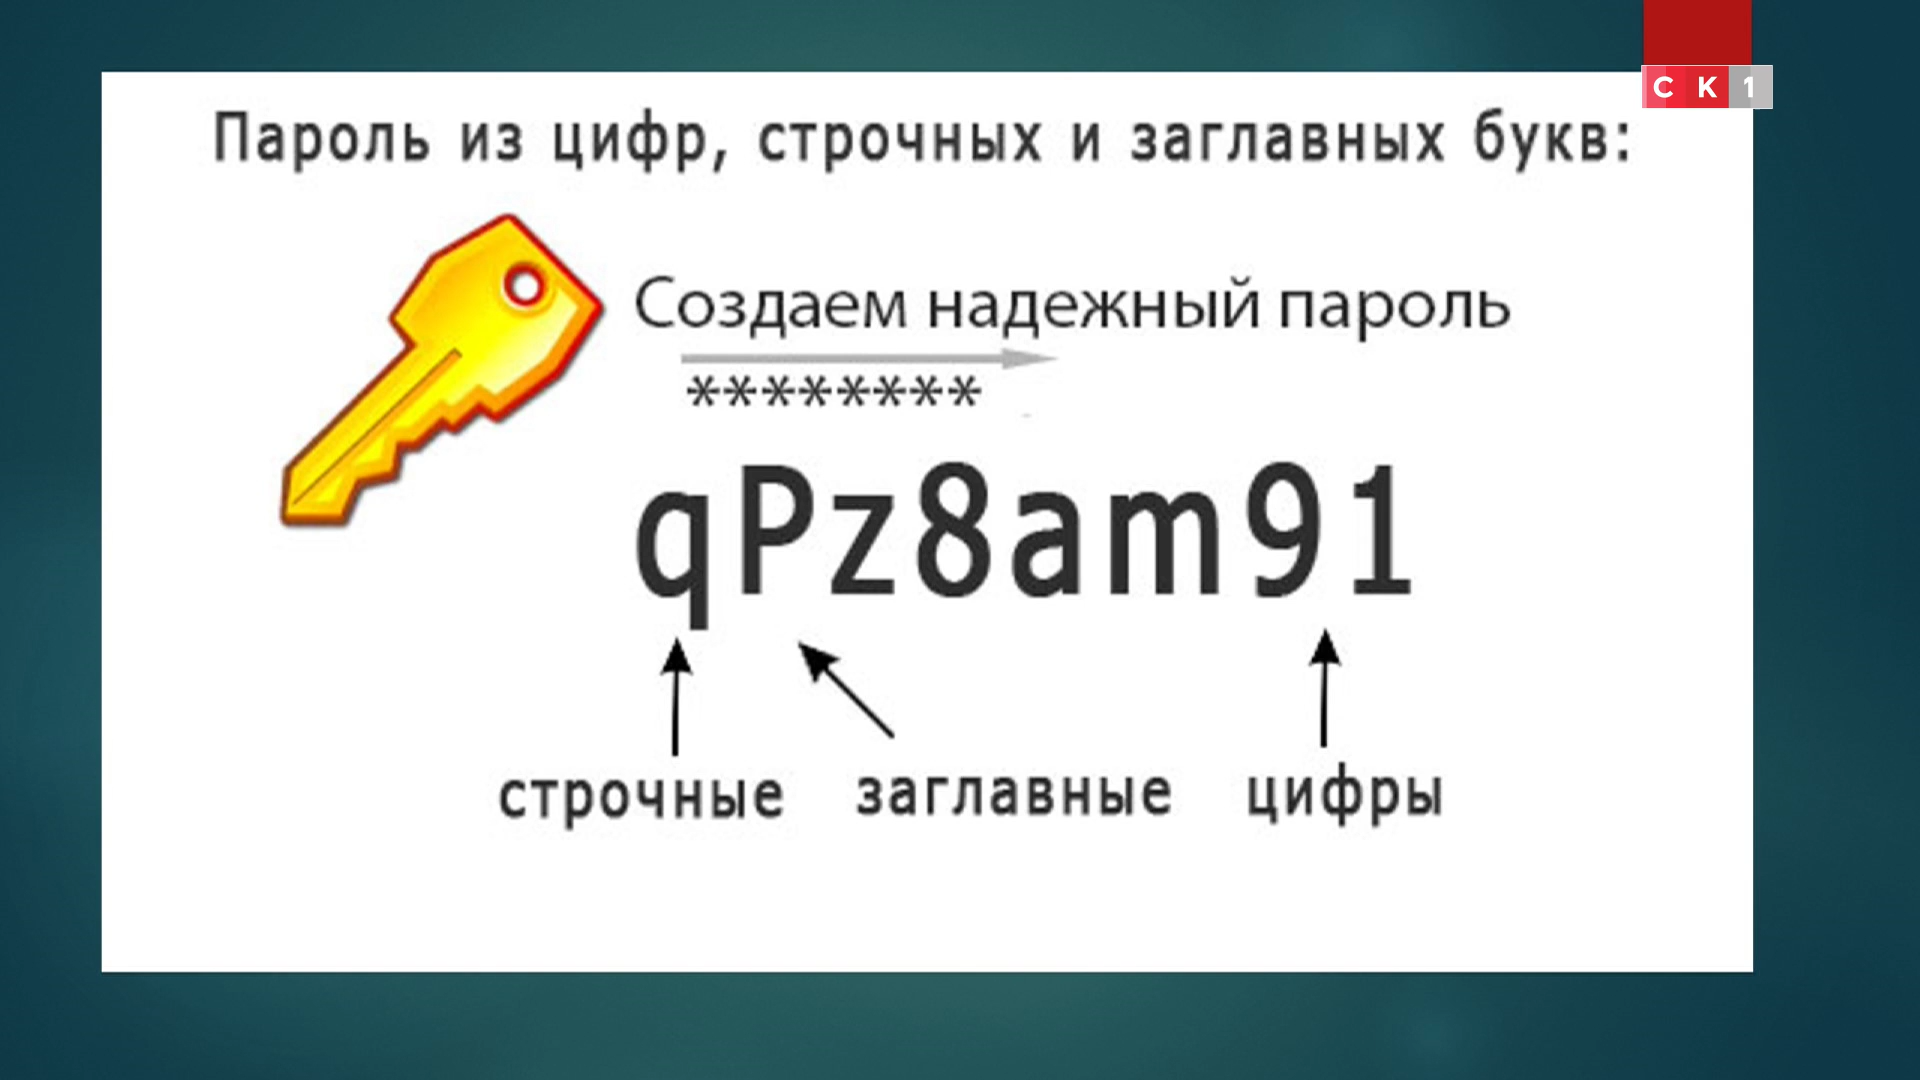 СК1
Пароль из цифр, строчных и заглавных букв:
Создаем надежный пароль
********
qPz8am91
строчные заглавные цифры